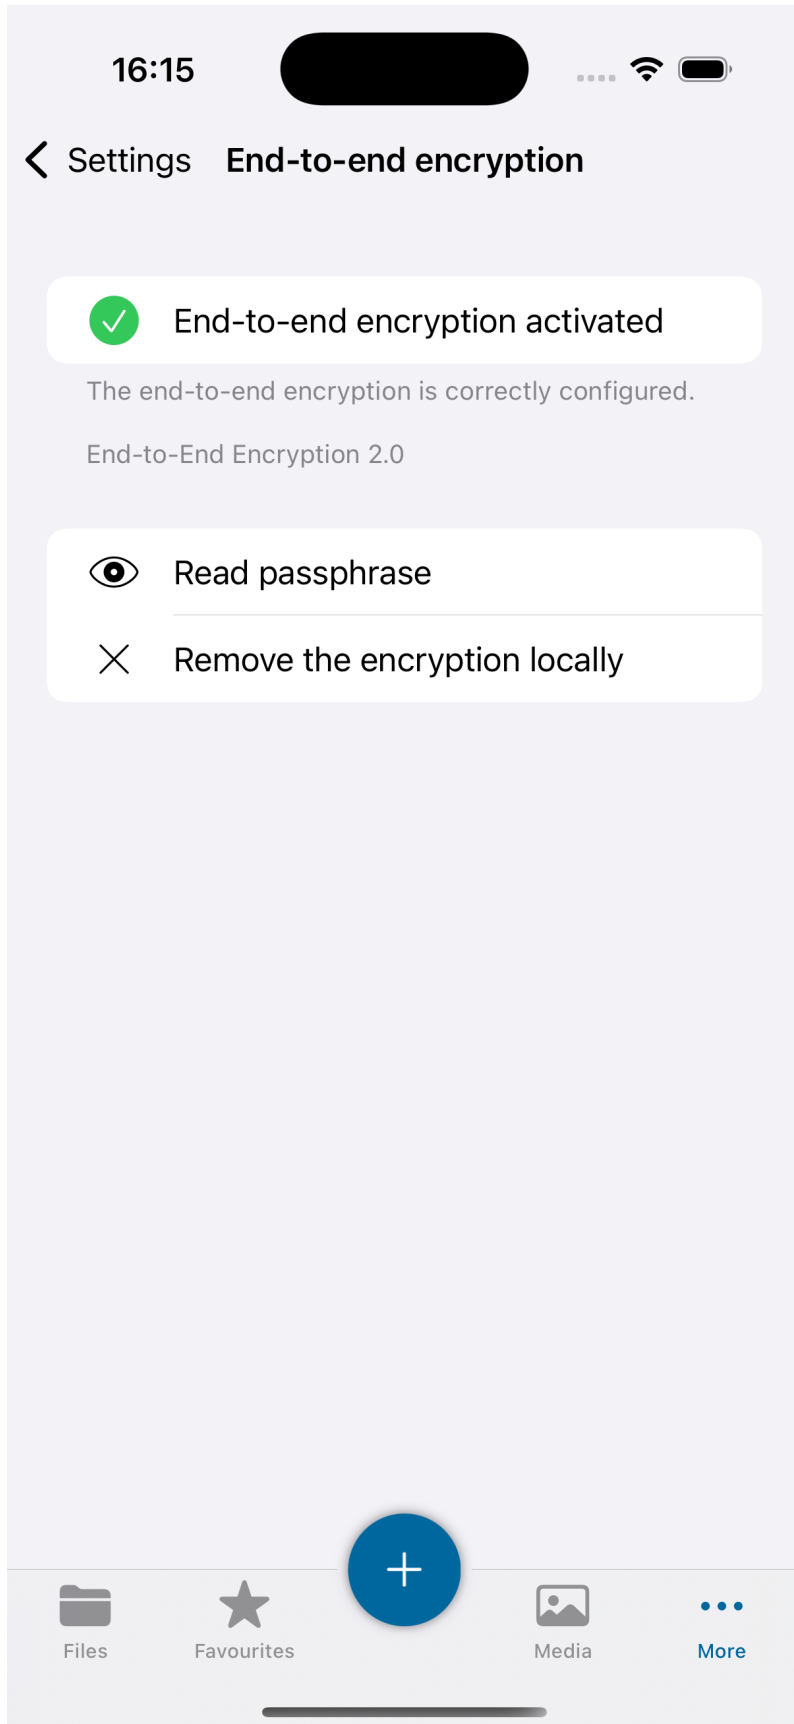 16:15
Settings End-to-end encryption
End-to-end encryption activated
The end-to-end encryption is correctly configured.
End-to-End Encryption 2.0
Read passphrase
Remove the encryption locally
Files Favourites Media More